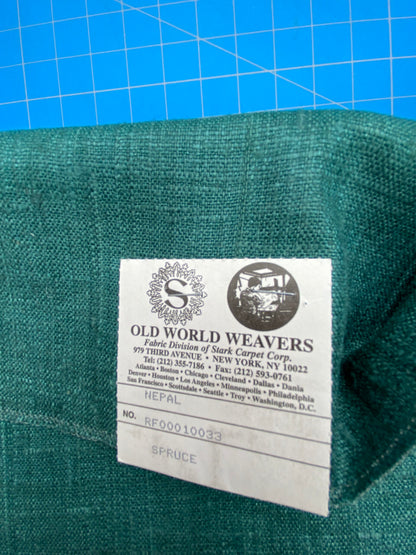 S
OLD WORLD WEAVERS
Fabric Division of Stark Carpet Corp.
979 THIRD AVENUE • NEW YORK, NY 10022
Tel: (212) 355-7186 • Fax: (212) 593-0761
Atlanta • Boston • Chicago • Cleveland • Dallas • Dania
Denver • Houston • Los Angeles • Minneapolis • Philadelphia
San Francisco • Scottsdale • Seattle • Troy • Washington, D.C.
NEPAL
NO. RF00010033
SPRUCE